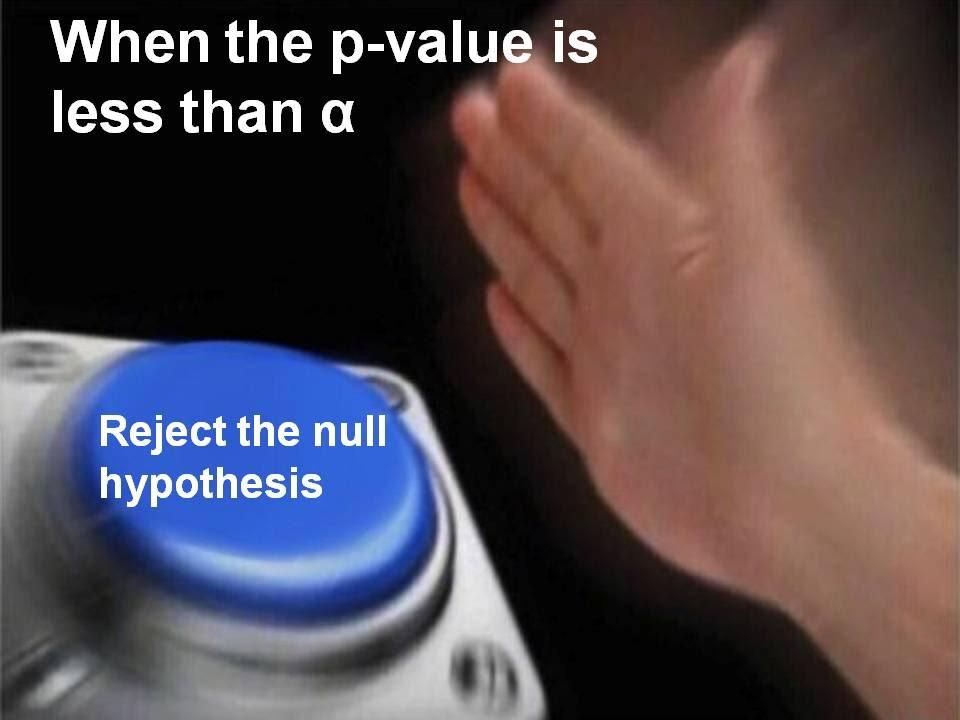 When the p-value is
less than α
Reject the null
hypothesis